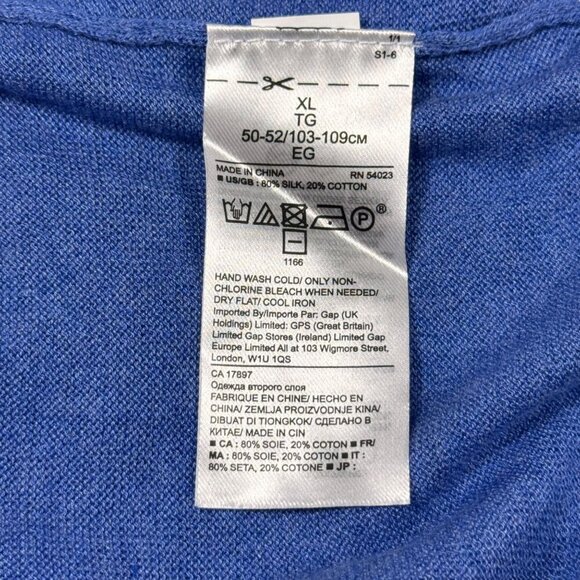 1/1
S1-6
XL
TG
50-52/103-109CM
EG
MADE IN CHINA RN 54023
■ US/GB : 80% SILK, 20% COTTON
P ®
1166
HAND WASH COLD/ ONLY NON-
CHLORINE BLEACH WHEN NEEDED/
DRY FLAT/ COOL IRON
Imported By/Importe Par: Gap (UK
Holdings) Limited: GPS (Great Britain)
Limited Gap Stores (Ireland) Limited Gap
Europe Limited All at 103 Wigmore Street,
London, W1U 1QS
CA 17897
Одежда второго слоя
FABRIQUE EN CHINE/ HECHO EN
CHINA/ ZEMLJA PROIZVODNJE KINA/
DIBUAT DI TIONGKOK/ СДЕЛАНО В
КИТАЕ/ MADE IN CIN
■ CA : 80% SOIE, 20% COTON ■ FR/
MA : 80% SOIE, 20% COTON ■ IT :
80% SETA, 20% COTONE ■ JP :